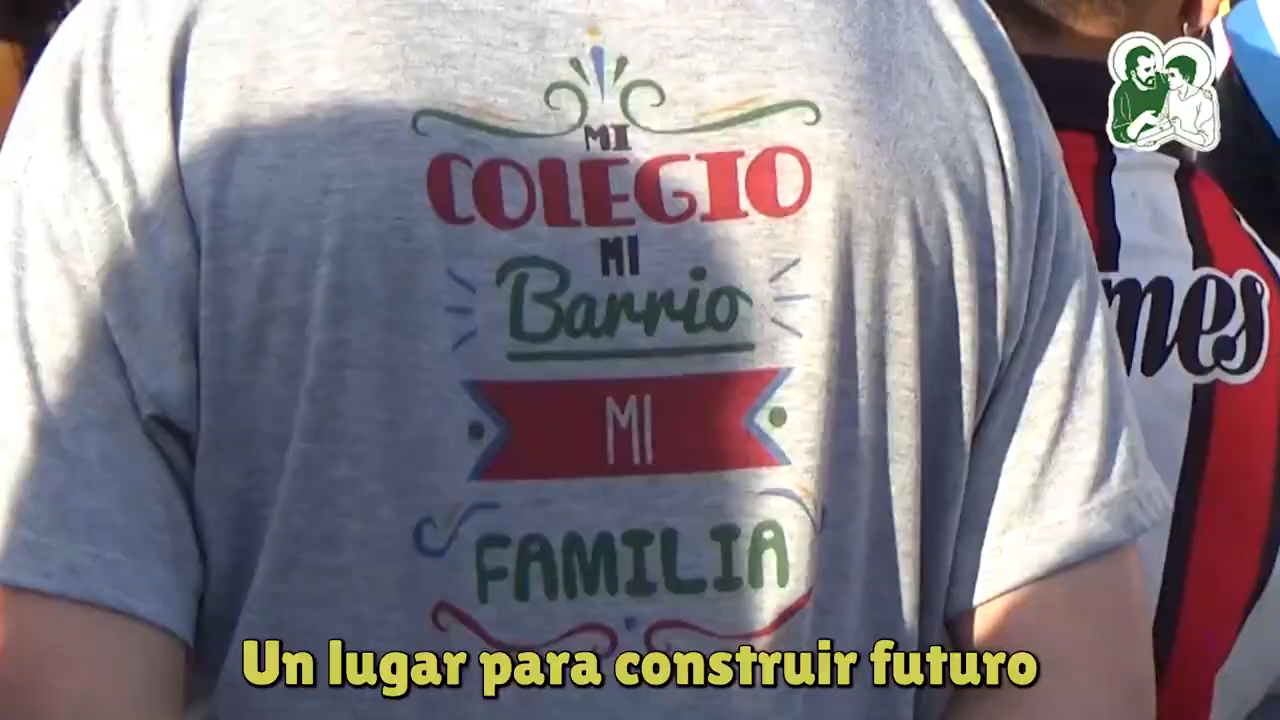 MI
COLEGIO
MI
Barrio
MI
FAMILIA
mes
Un lugar para construir futuro